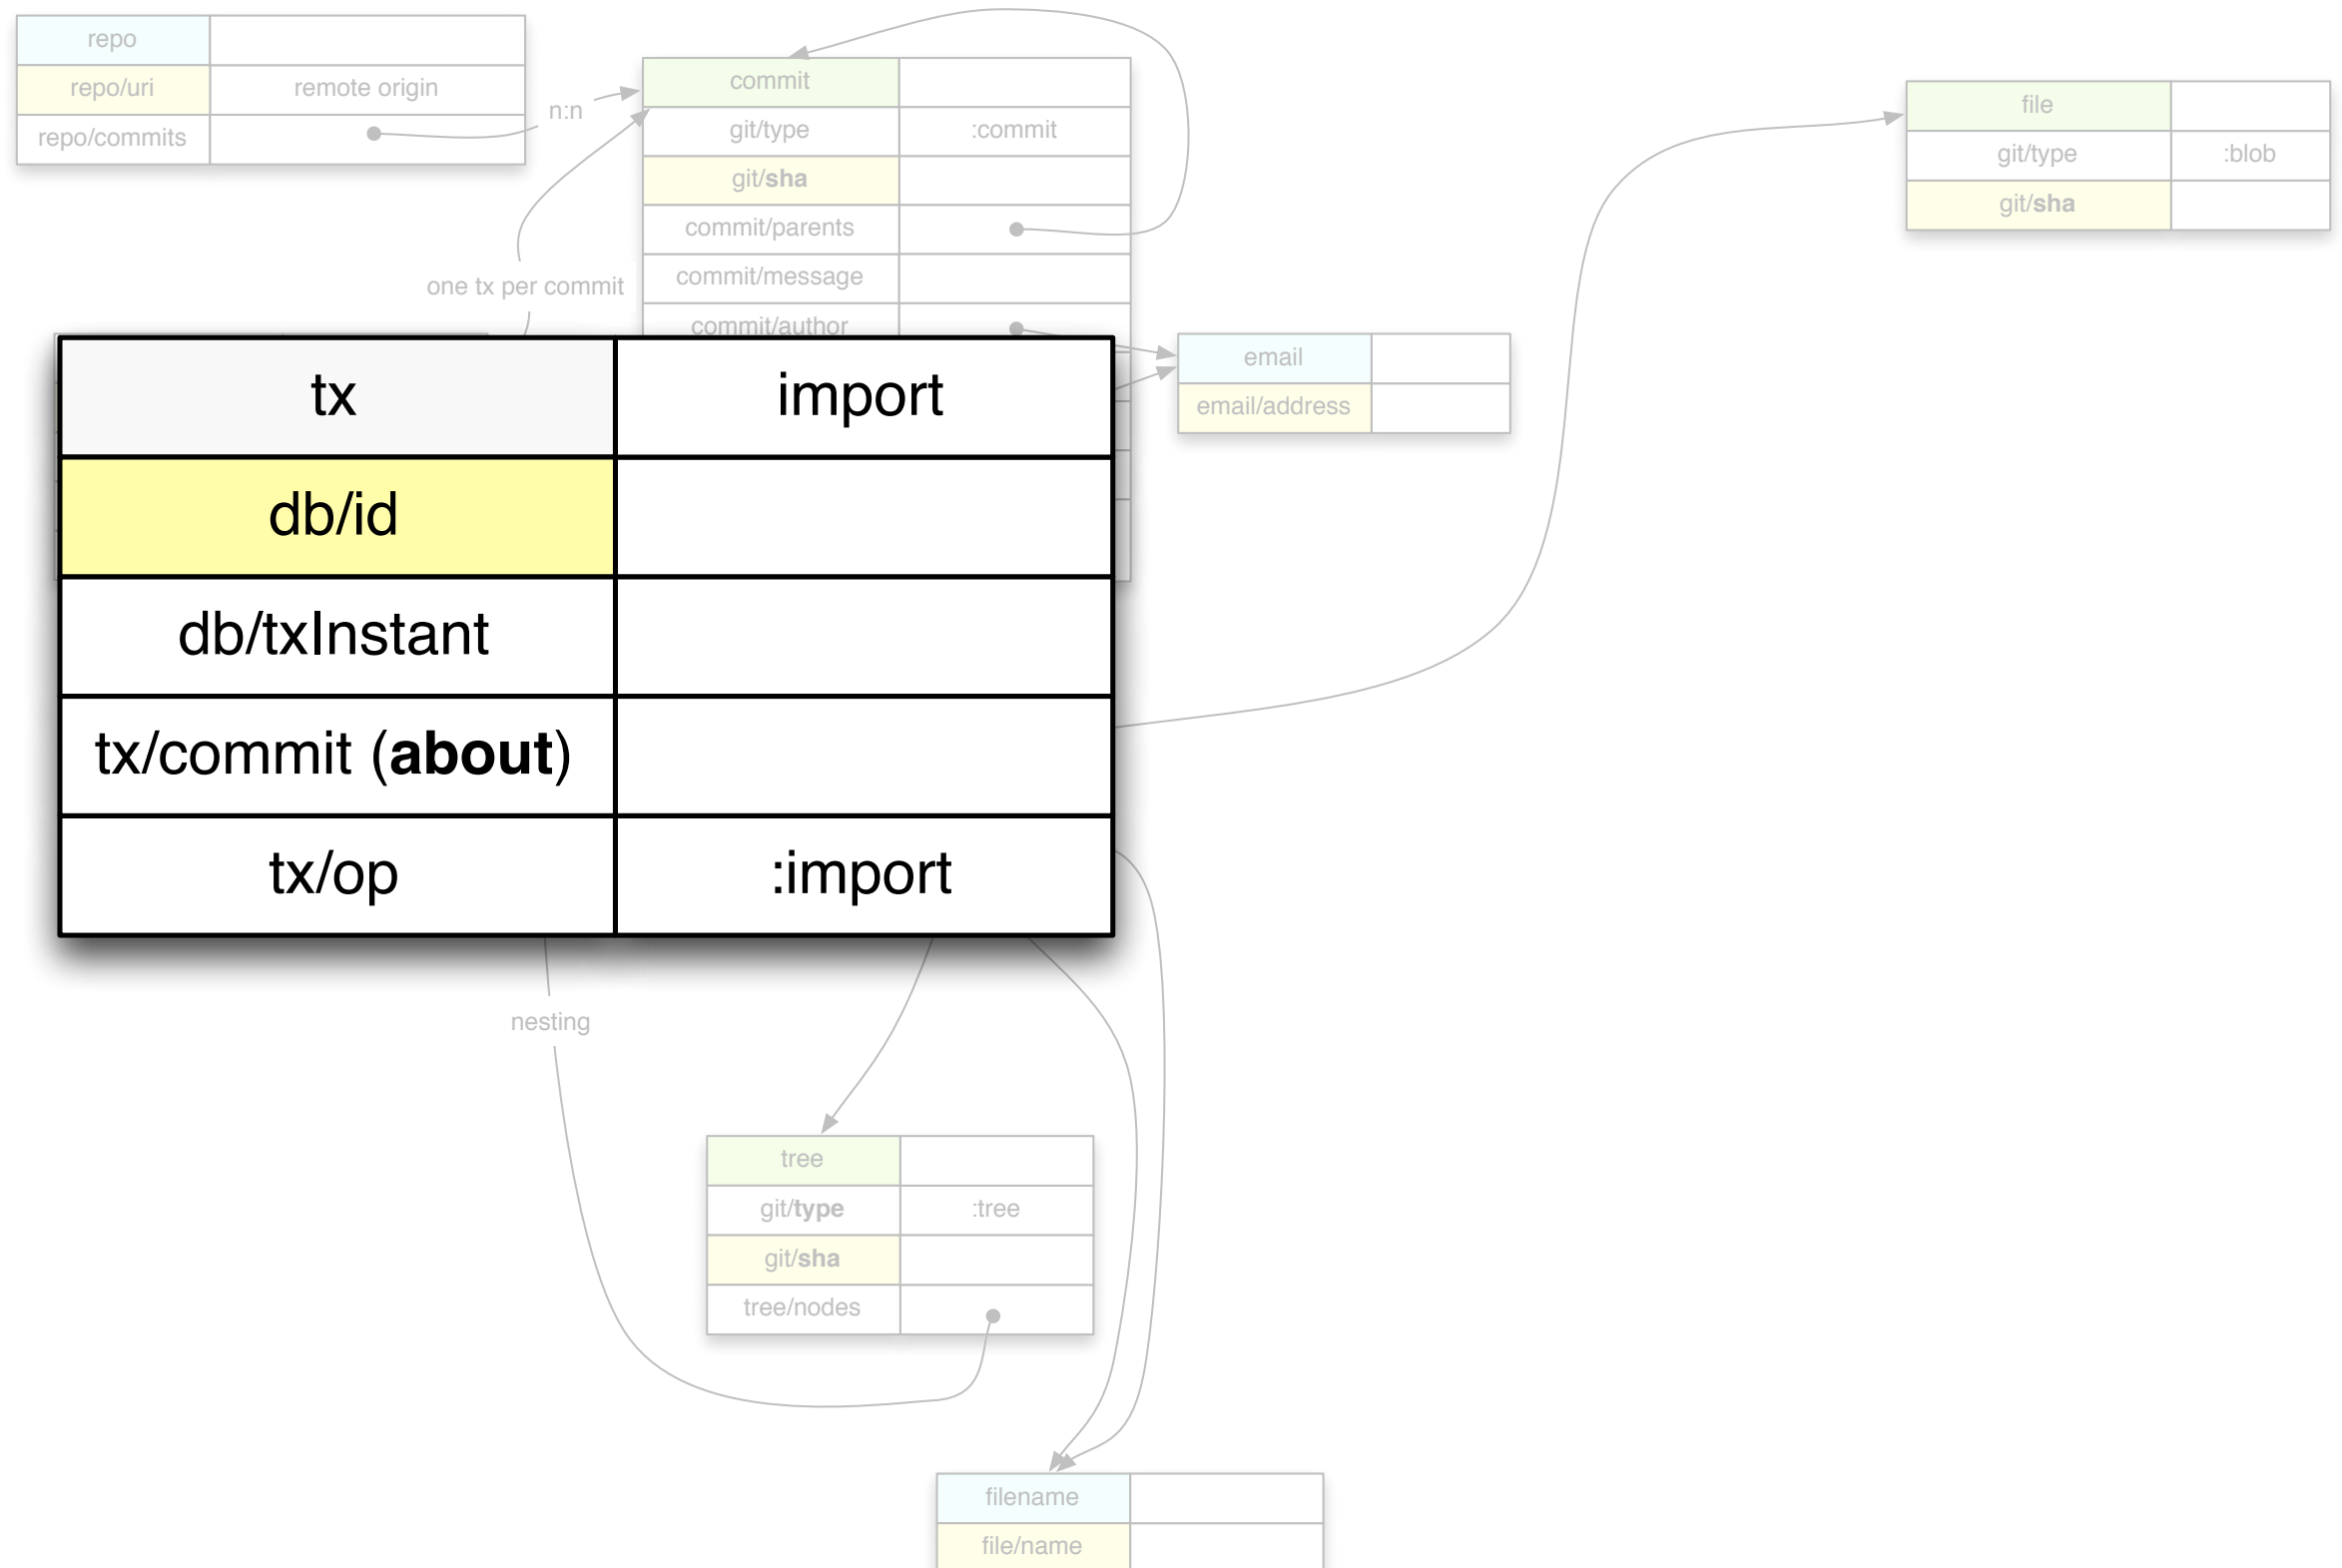 repo
repo/uri remote origin
repo/commits
n:n
commit
git/type :commit
git/sha
commit/parents
commit/message
commit/author
one tx per commit
file
git/type :blob
git/sha
email
email/address
tx import
db/id
db/txInstant
tx/commit (about)
tx/op :import
nesting
tree
git/type :tree
git/sha
tree/nodes
filename
file/name